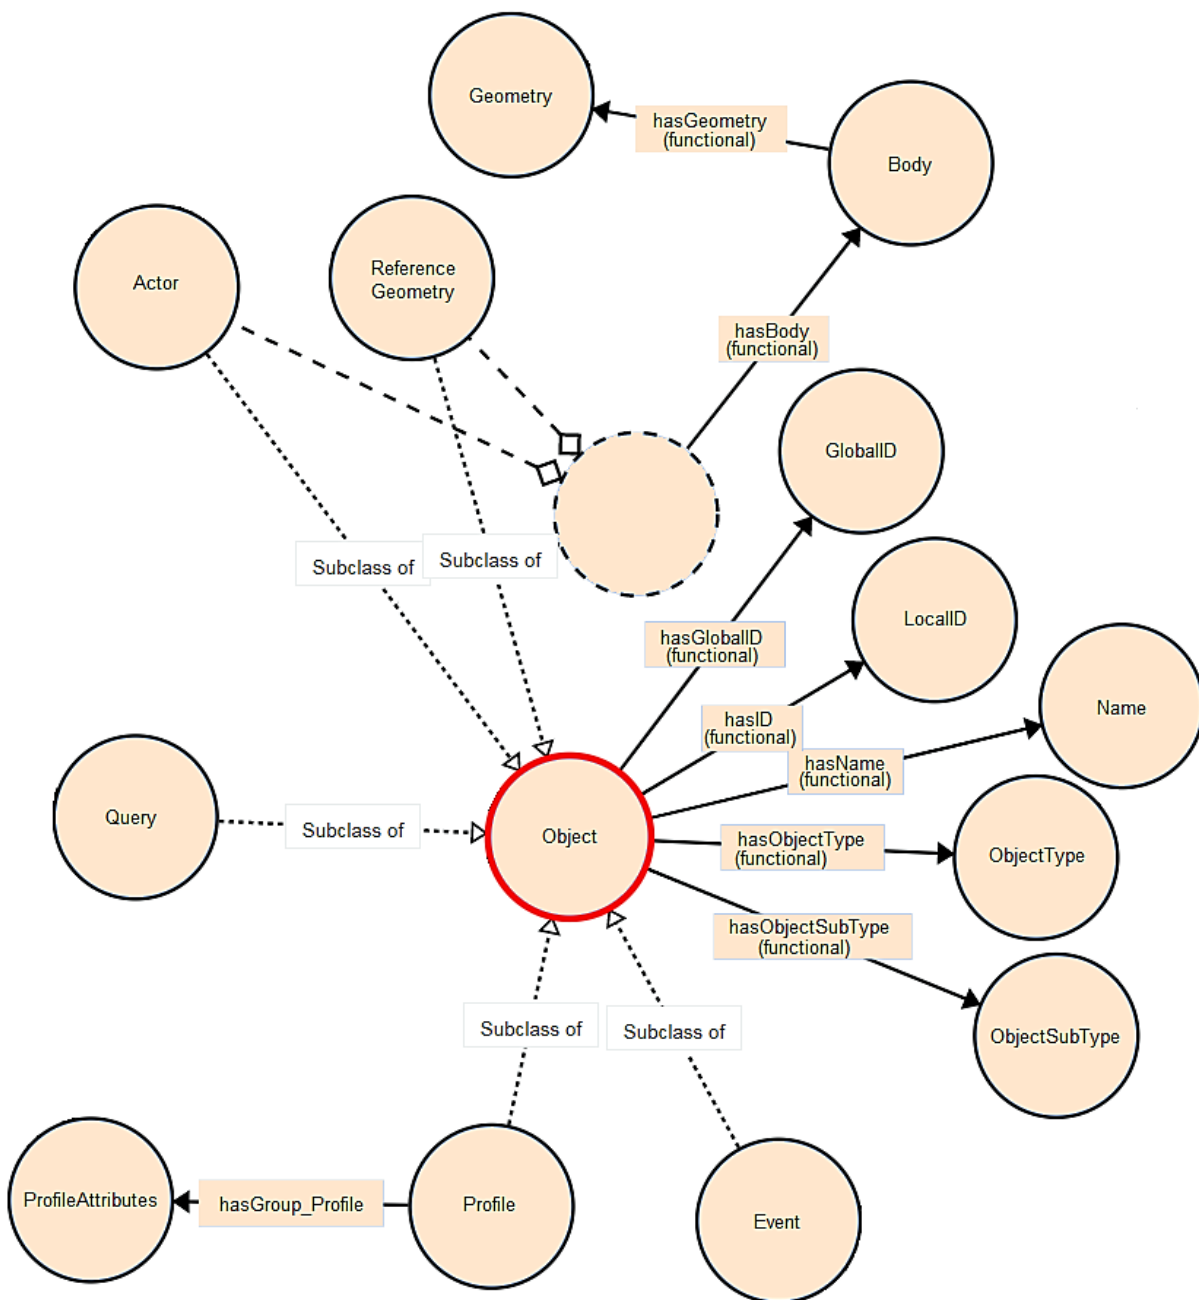 Geometry
hasGeometry
(functional)
Body
Actor
Reference
Geometry
hasBody
(functional)
GlobalID
Subclass of
Subclass of
hasGlobalID
(functional)
LocalID
hasID
(functional)
Name
hasName
(functional)
Query
Subclass of
Object
hasObjectType
(functional)
ObjectType
hasObjectSubType
(functional)
Subclass of
Subclass of
ObjectSubType
ProfileAttributes
hasGroup_Profile
Profile
Event